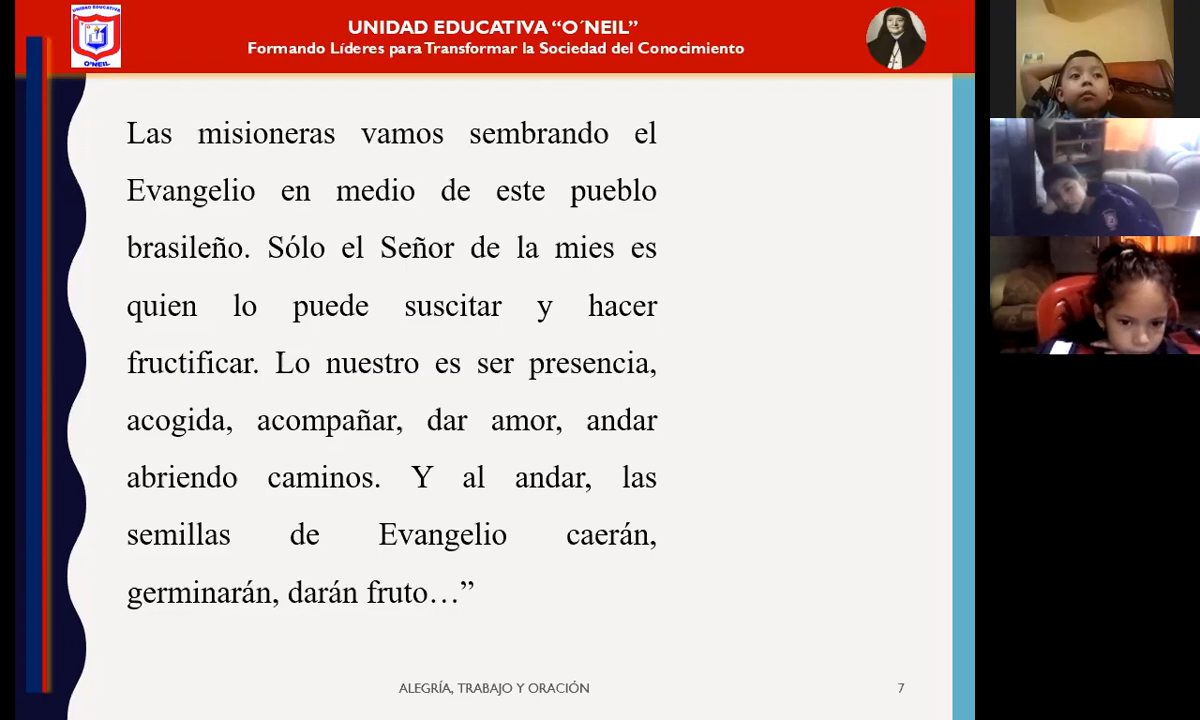 UNIDAD EDUCATIVA
O'NEIL
UNIDAD EDUCATIVA “O´NEIL”
Formando Líderes para Transformar la Sociedad del Conocimiento
Las misioneras vamos sembrando el
Evangelio en medio de este pueblo
brasileño. Sólo el Señor de la mies es
quien lo puede suscitar y hacer
fructificar. Lo nuestro es ser presencia,
acogida, acompañar, dar amor, andar
abriendo caminos. Y al andar, las
semillas de Evangelio caerán,
germinarán, darán fruto…”
ALEGRÍA, TRABAJO Y ORACIÓN
7